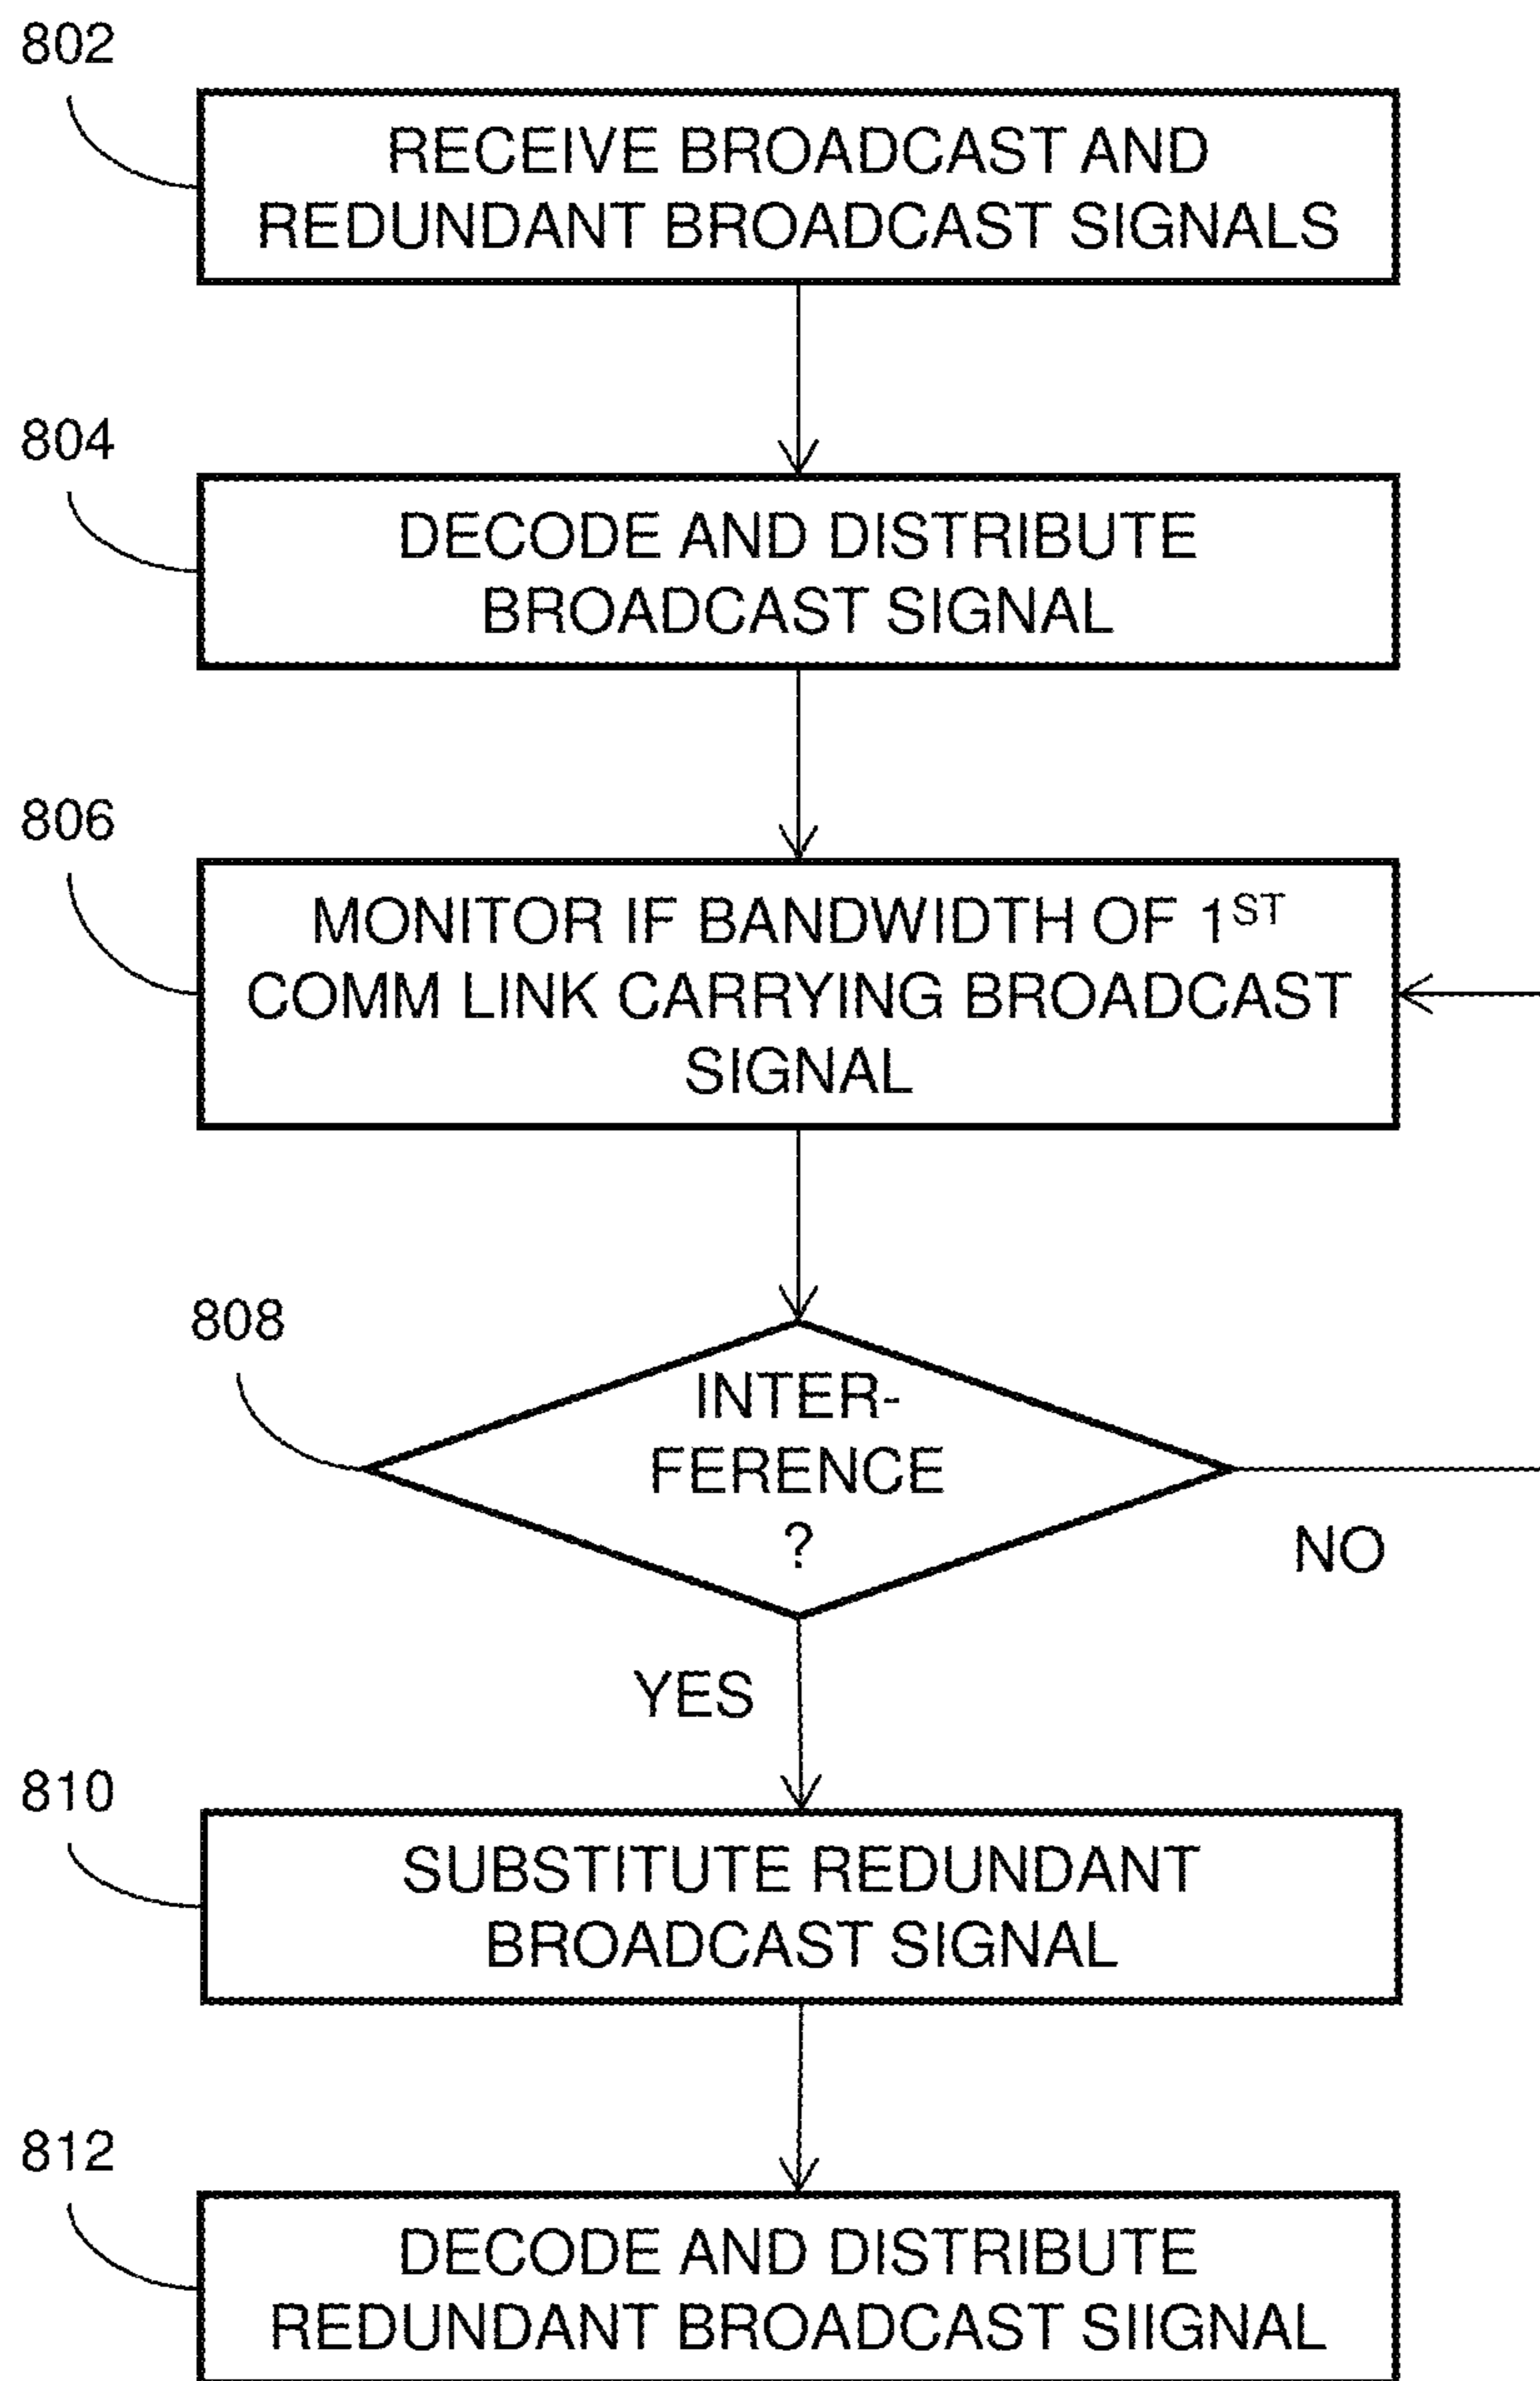 802
RECEIVE BROADCAST AND
REDUNDANT BROADCAST SIGNALS
804
DECODE AND DISTRIBUTE
BROADCAST SIGNAL
806
MONITOR IF BANDWIDTH OF 1ST
COMM LINK CARRYING BROADCAST
SIGNAL
808
INTER-
FERENCE
?
NO
YES
810
SUBSTITUTE REDUNDANT
BROADCAST SIGNAL
812
DECODE AND DISTRIBUTE
REDUNDANT BROADCAST SIIGNAL